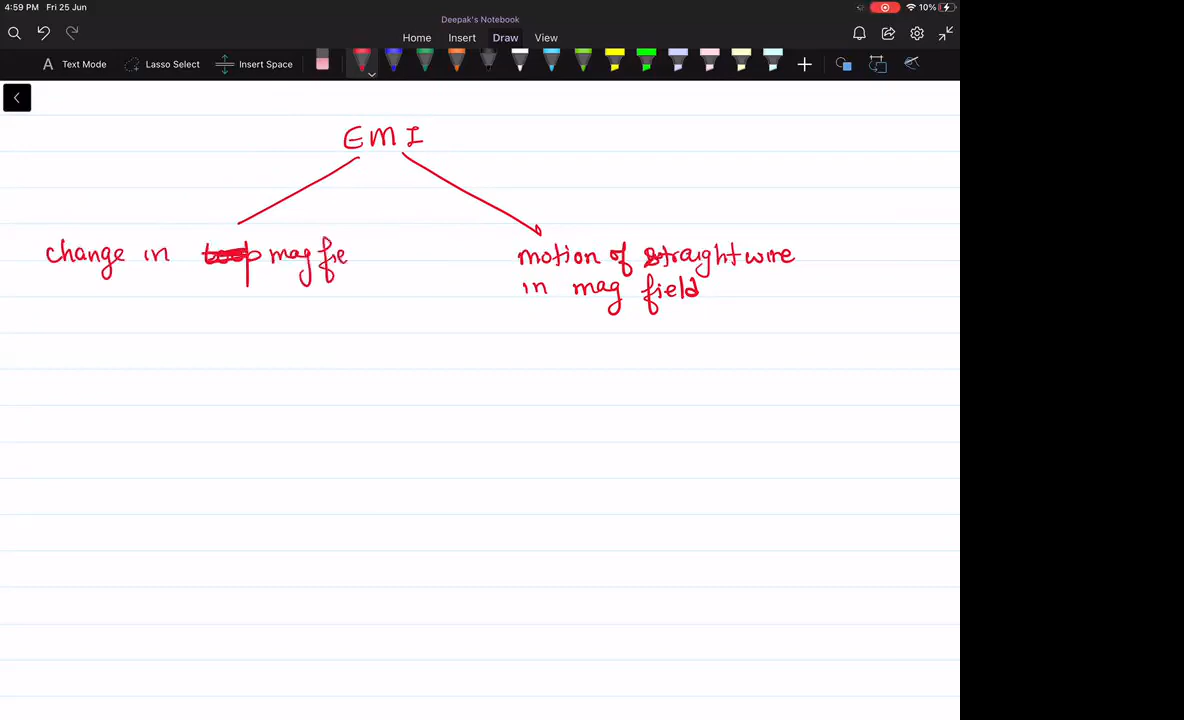 4:59 PM Fri 25 Jun
10%
Deepak's Notebook
Home Insert Draw View
Text Mode Lasso Select Insert Space
EMI
change in mag fie
motion of straight wire
in mag field